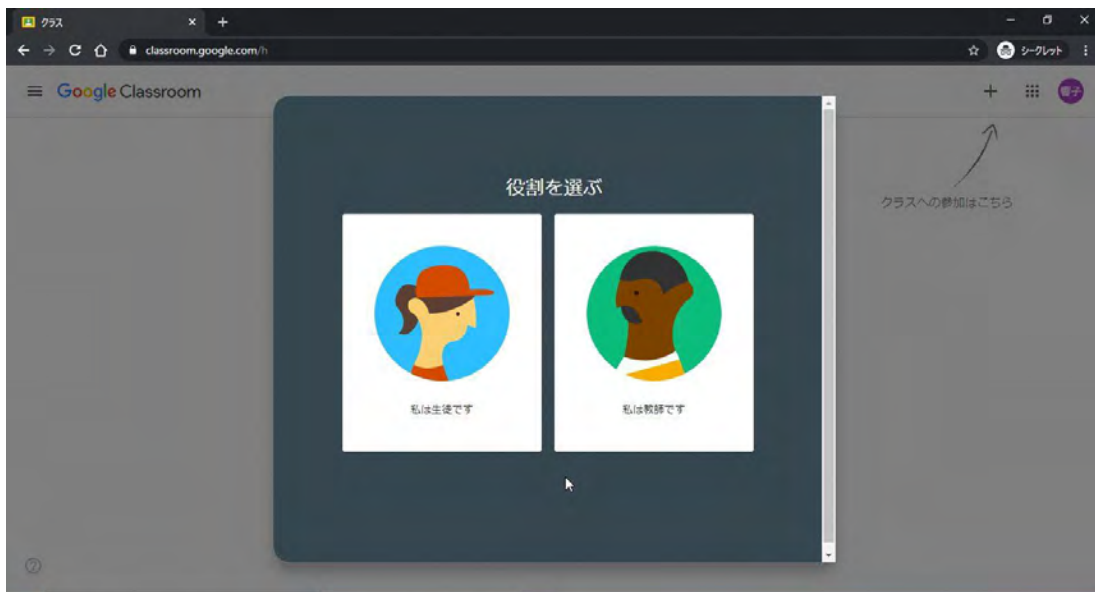 クラス
classroom.google.com/h
シークレット
Google Classroom
響子
クラスへの参加はこちら
役割を選ぶ
私は生徒です
私は教師です